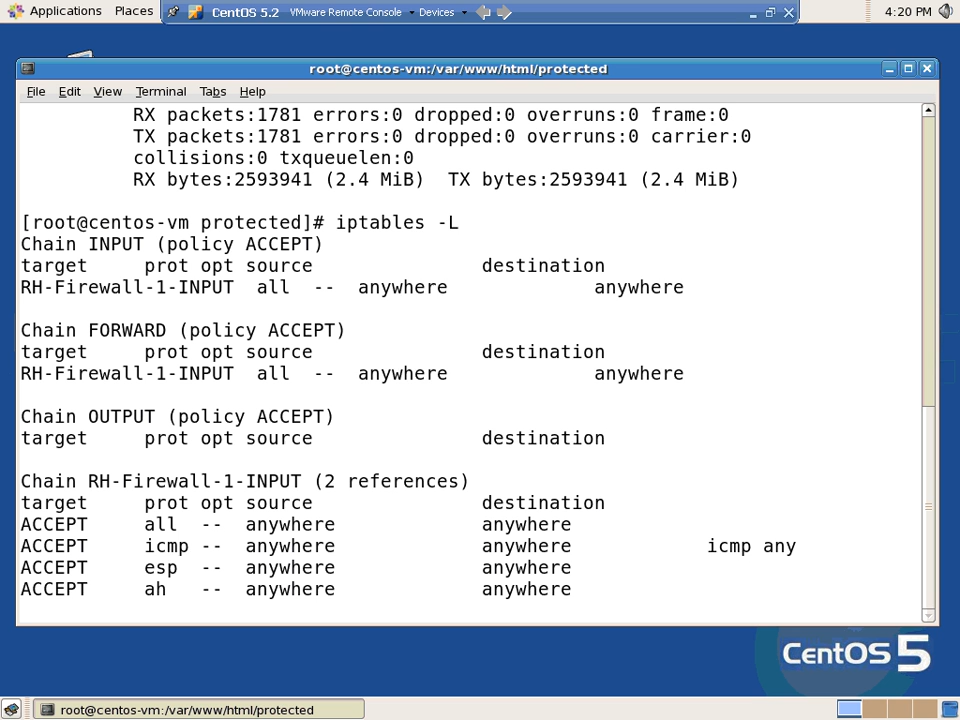 Applications Places CentOS 5.2 VMware Remote Console Devices 4:20 PM
root@centos-vm:/var/www/html/protected
File Edit View Terminal Tabs Help
RX packets:1781 errors:0 dropped:0 overruns:0 frame:0
TX packets:1781 errors:0 dropped:0 overruns:0 carrier:0
collisions:0 txqueuelen:0
RX bytes:2593941 (2.4 MiB)  TX bytes:2593941 (2.4 MiB)
[root@centos-vm protected]# iptables -L
Chain INPUT (policy ACCEPT)
target     prot opt source               destination
RH-Firewall-1-INPUT  all  --  anywhere             anywhere
Chain FORWARD (policy ACCEPT)
target     prot opt source               destination
RH-Firewall-1-INPUT  all  --  anywhere             anywhere
Chain OUTPUT (policy ACCEPT)
target     prot opt source               destination
Chain RH-Firewall-1-INPUT (2 references)
target     prot opt source               destination
ACCEPT     all  --  anywhere             anywhere
ACCEPT     icmp --  anywhere             anywhere            icmp any
ACCEPT     esp  --  anywhere             anywhere
ACCEPT     ah   --  anywhere             anywhere
CentOS 5
root@centos-vm:/var/www/html/protected